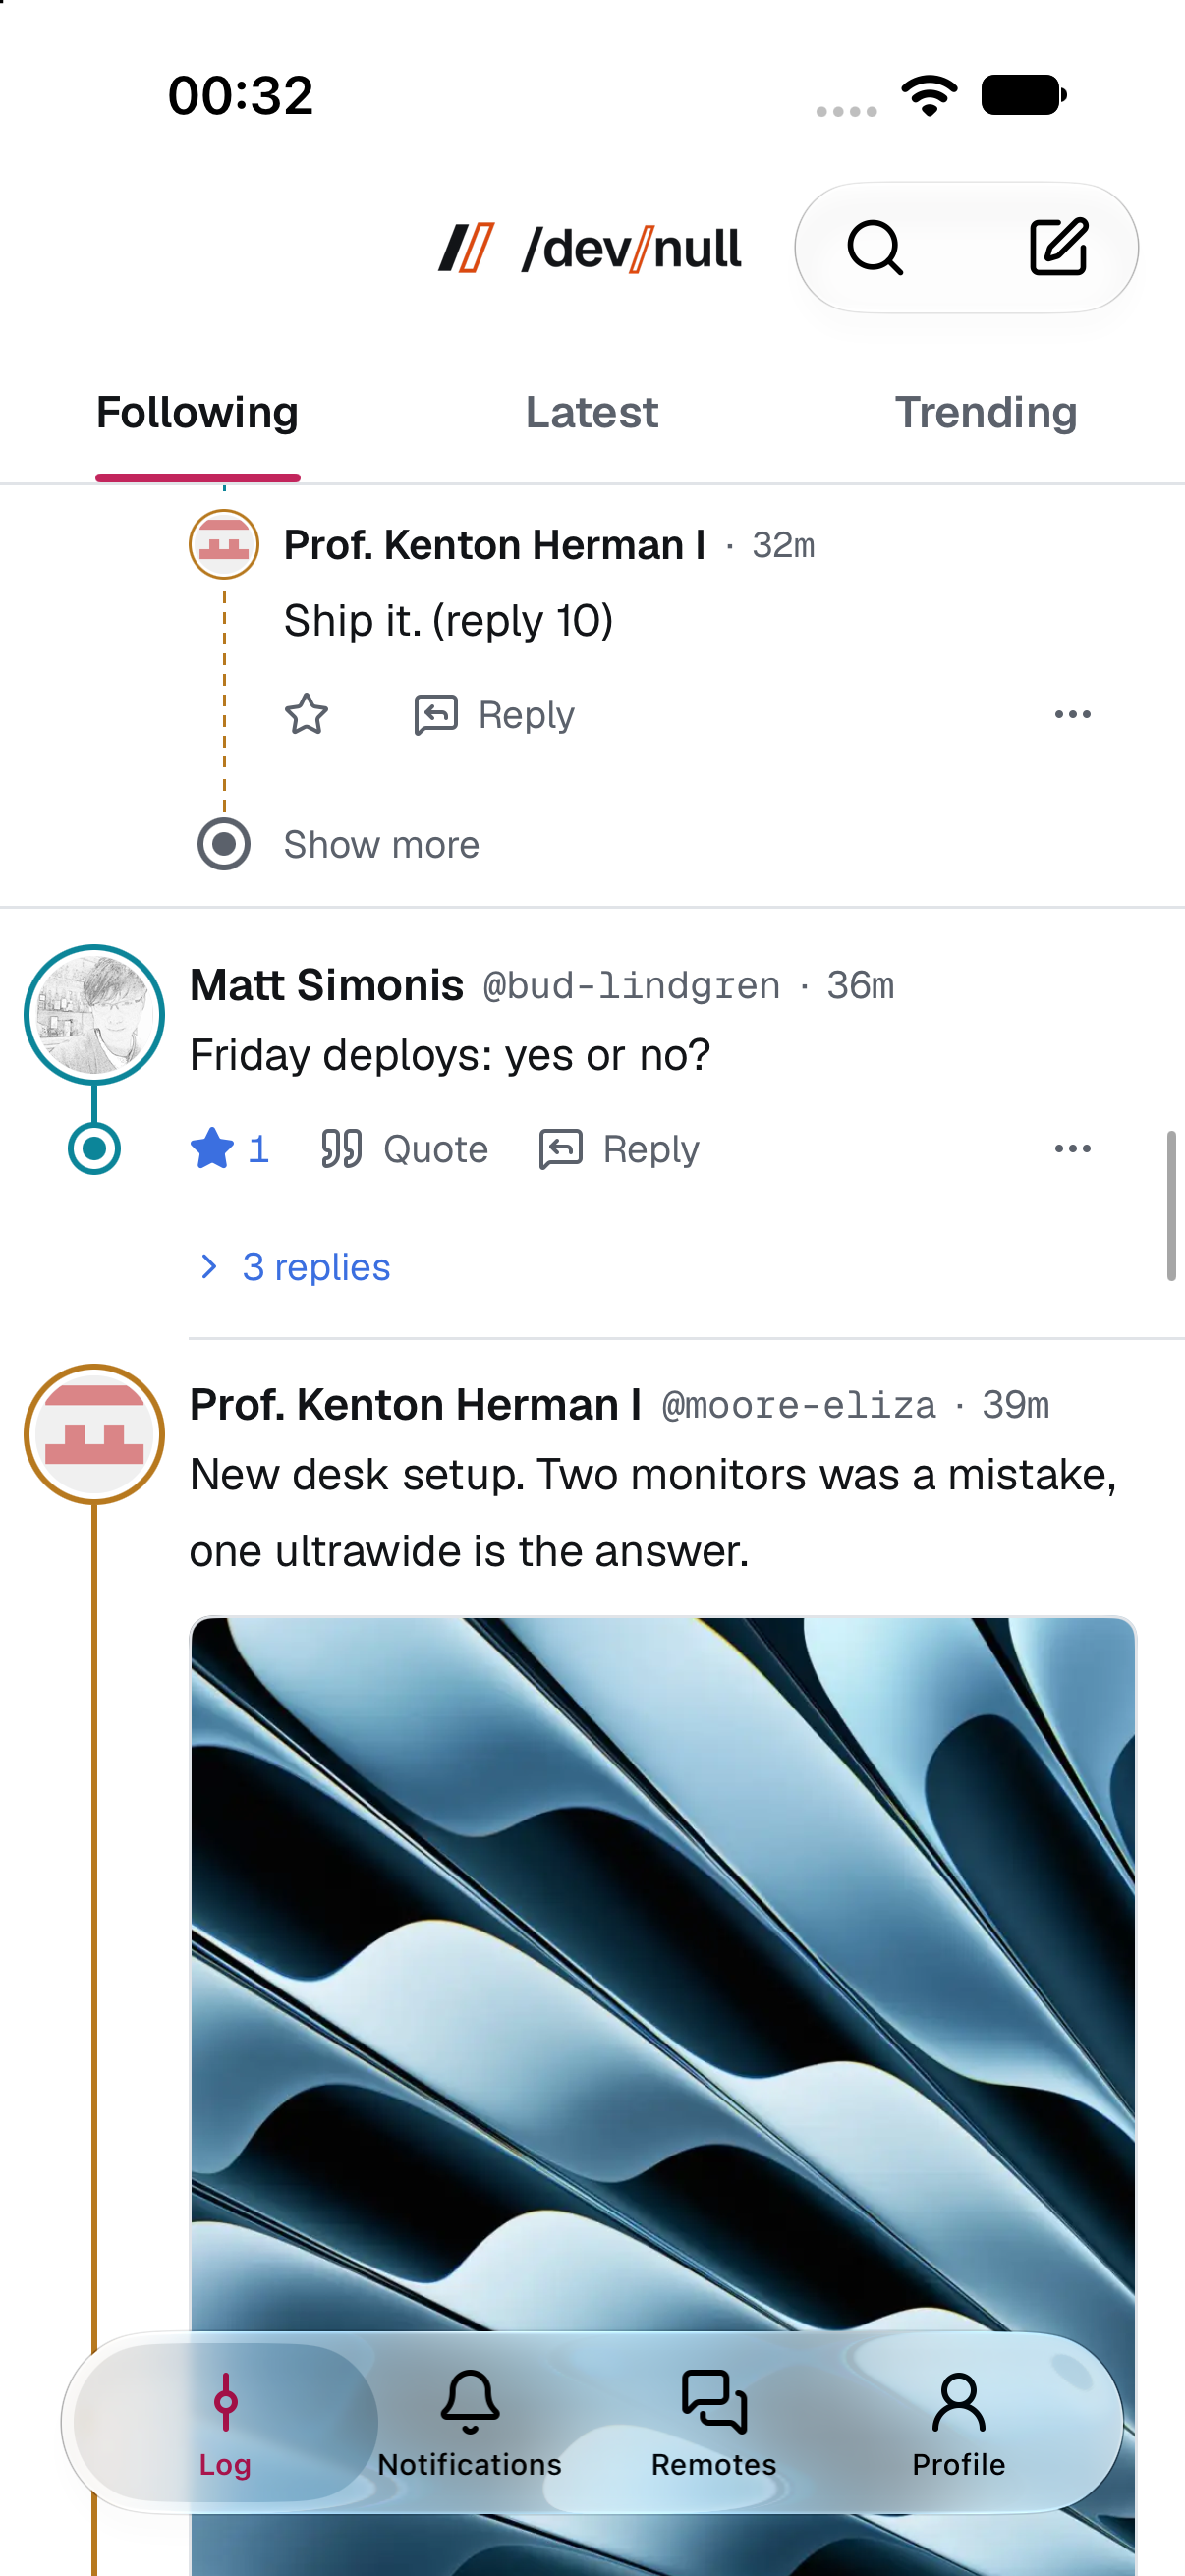 00:32
/dev//null
Following
Latest
Trending
Prof. Kenton Herman I · 32m
Ship it. (reply 10)
Reply
Show more
Matt Simonis @bud-lindgren · 36m
Friday deploys: yes or no?
1 Quote Reply
3 replies
Prof. Kenton Herman I @moore-eliza · 39m
New desk setup. Two monitors was a mistake,
one ultrawide is the answer.
Log
Notifications
Remotes
Profile